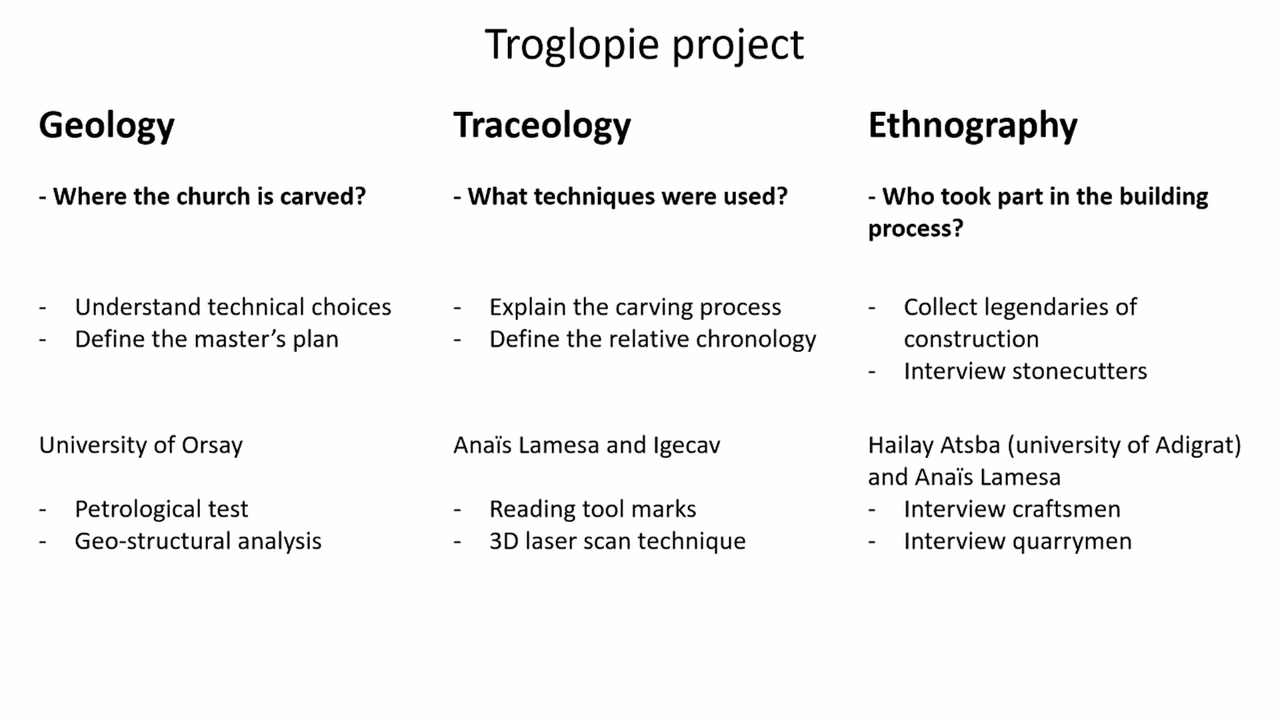 Troglopie project
Geology
- Where the church is carved?
- Understand technical choices
- Define the master’s plan
University of Orsay
- Petrological test
- Geo-structural analysis
Traceology
- What techniques were used?
- Explain the carving process
- Define the relative chronology
Anaïs Lamesa and Igecav
- Reading tool marks
- 3D laser scan technique
Ethnography
- Who took part in the building
process?
- Collect legendaries of
construction
- Interview stonecutters
Hailay Atsba (university of Adigrat)
and Anaïs Lamesa
- Interview craftsmen
- Interview quarrymen